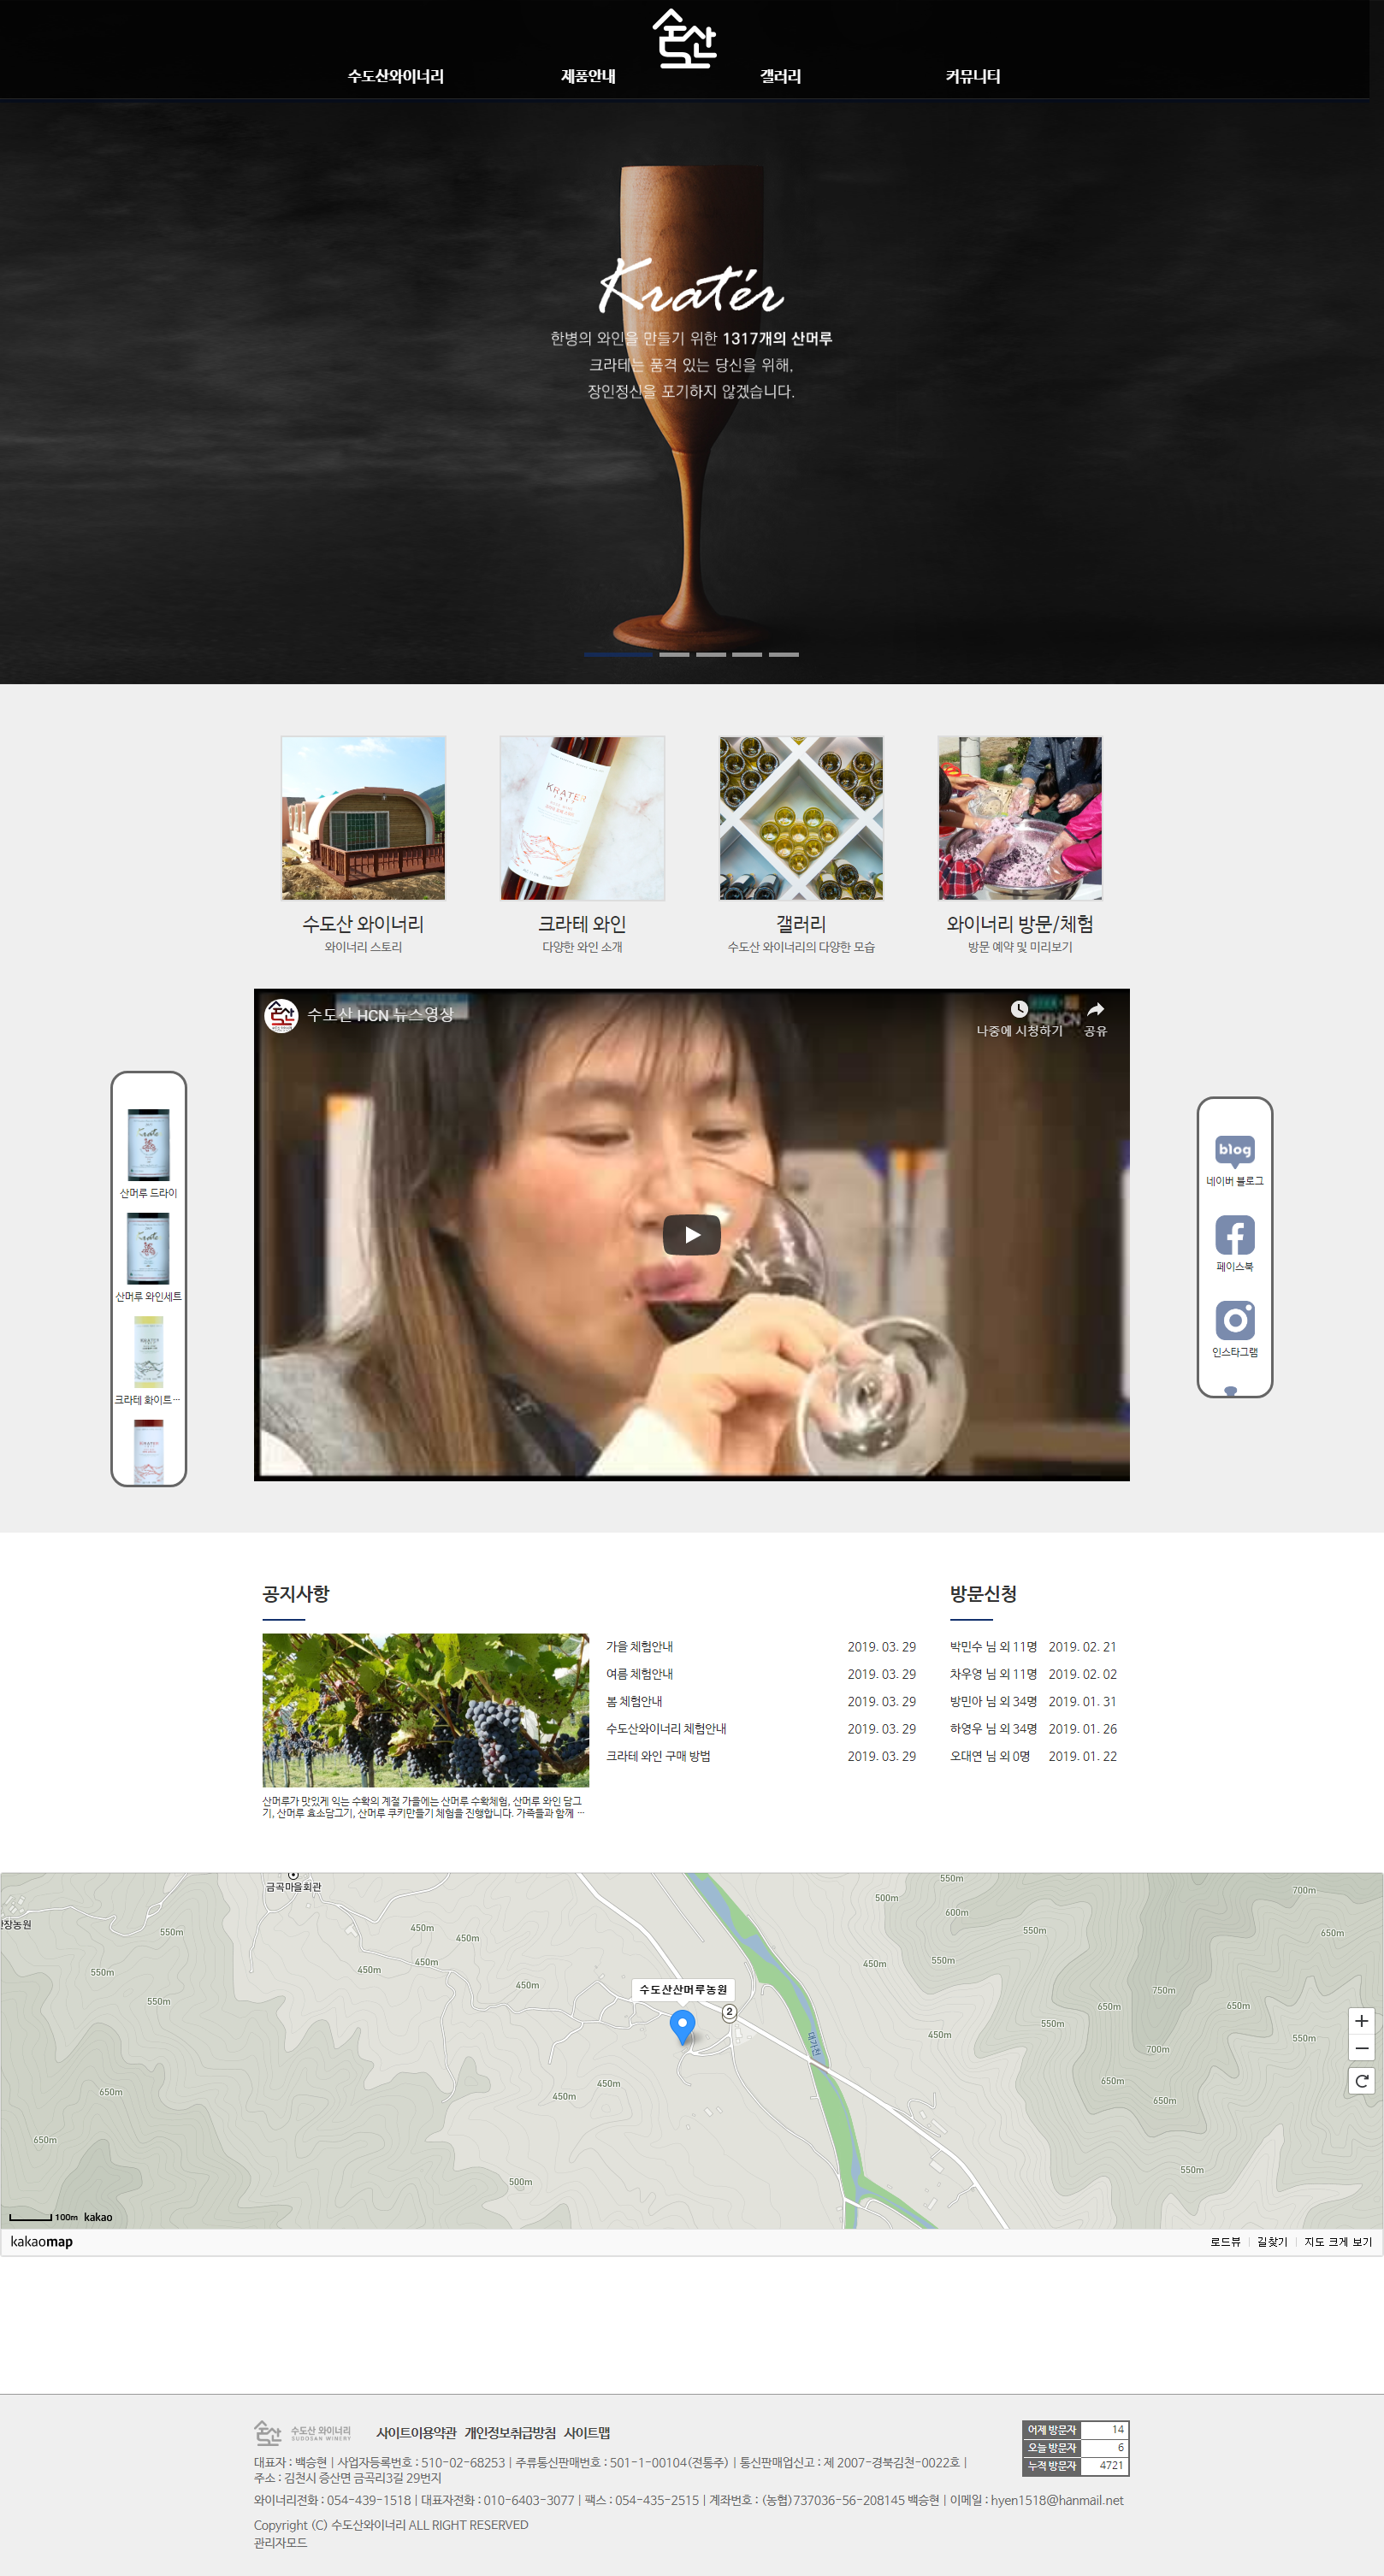 수도산
수도산와이너리
제품안내
갤러리
커뮤니티
Kratér
한병의 와인을 만들기 위한 1317개의 산머루
크라테는 품격 있는 당신을 위해,
장인정신을 포기하지 않겠습니다.
KRATER
수도산 와이너리
와이너리 스토리
크라테 와인
다양한 와인 소개
갤러리
수도산 와이너리의 다양한 모습
와이너리 방문/체험
방문 예약 및 미리보기
수도산 HCN 뉴스영상
나중에 시청하기
공유
산머루 드라이
산머루 와인세트
크라테 화이트…
KRATER
blog
네이버 블로그
페이스북
인스타그램
공지사항
산머루가 맛있게 익는 수확의 계절 가을에는 산머루 수확체험, 산머루 와인 담그
기, 산머루 효소담그기, 산머루 쿠키만들기 체험을 진행합니다. 가족들과 함께 …
가을 체험안내 2019. 03. 29
여름 체험안내 2019. 03. 29
봄 체험안내 2019. 03. 29
수도산와이너리 체험안내 2019. 03. 29
크라테 와인 구매 방법 2019. 03. 29
방문신청
박민수 님 외 11명 2019. 02. 21
차우영 님 외 11명 2019. 02. 02
방민아 님 외 34명 2019. 01. 31
하영우 님 외 34명 2019. 01. 26
오대연 님 외 0명 2019. 01. 22
금곡마을회관
장농원
수도산산머루농원
2
대가천
450m
500m
550m
600m
650m
700m
750m
100m kakao
kakaomap
로드뷰
길찾기
지도 크게 보기
수도산 와이너리
SUDOSAN WINERY
사이트이용약관 개인정보취급방침 사이트맵
어제 방문자 14
오늘 방문자 6
누적 방문자 4721
대표자 : 백승현 | 사업자등록번호 : 510-02-68253 | 주류통신판매번호 : 501-1-00104(전통주) | 통신판매업신고 : 제 2007-경북김천-0022호 |
주소 : 김천시 증산면 금곡리3길 29번지
와이너리전화 : 054-439-1518 | 대표자전화 : 010-6403-3077 | 팩스 : 054-435-2515 | 계좌번호 : (농협)737036-56-208145 백승현 | 이메일 : hyen1518@hanmail.net
Copyright (C) 수도산와이너리 ALL RIGHT RESERVED
관리자모드